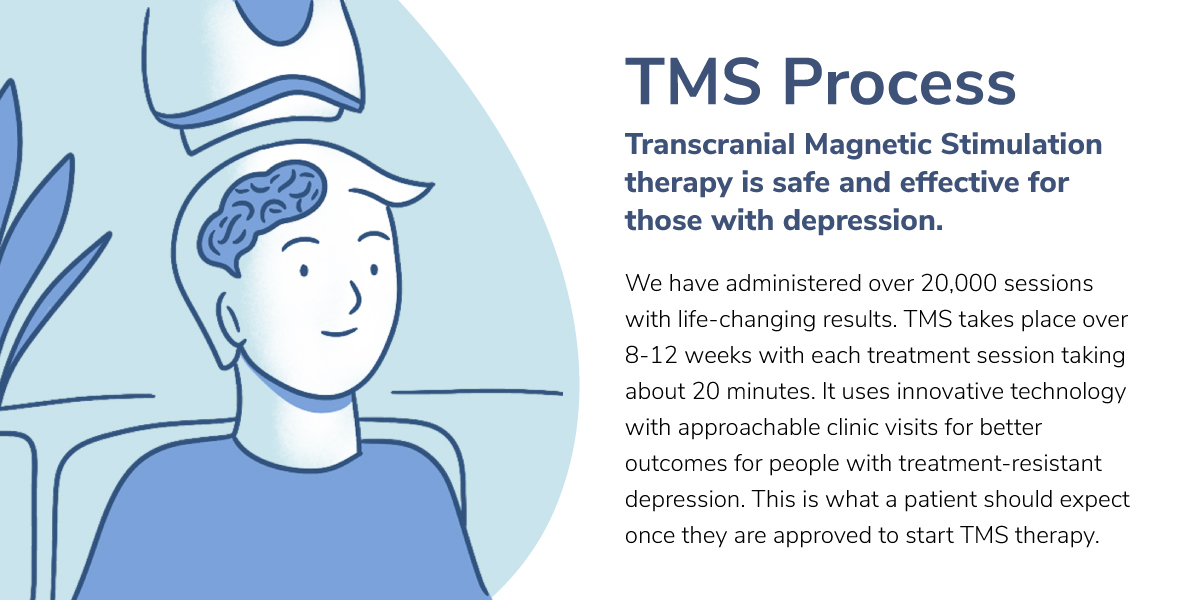 TMS Process
Transcranial Magnetic Stimulation
therapy is safe and effective for
those with depression.
We have administered over 20,000 sessions
with life-changing results. TMS takes place over
8-12 weeks with each treatment session taking
about 20 minutes. It uses innovative technology
with approachable clinic visits for better
outcomes for people with treatment-resistant
depression. This is what a patient should expect
once they are approved to start TMS therapy.